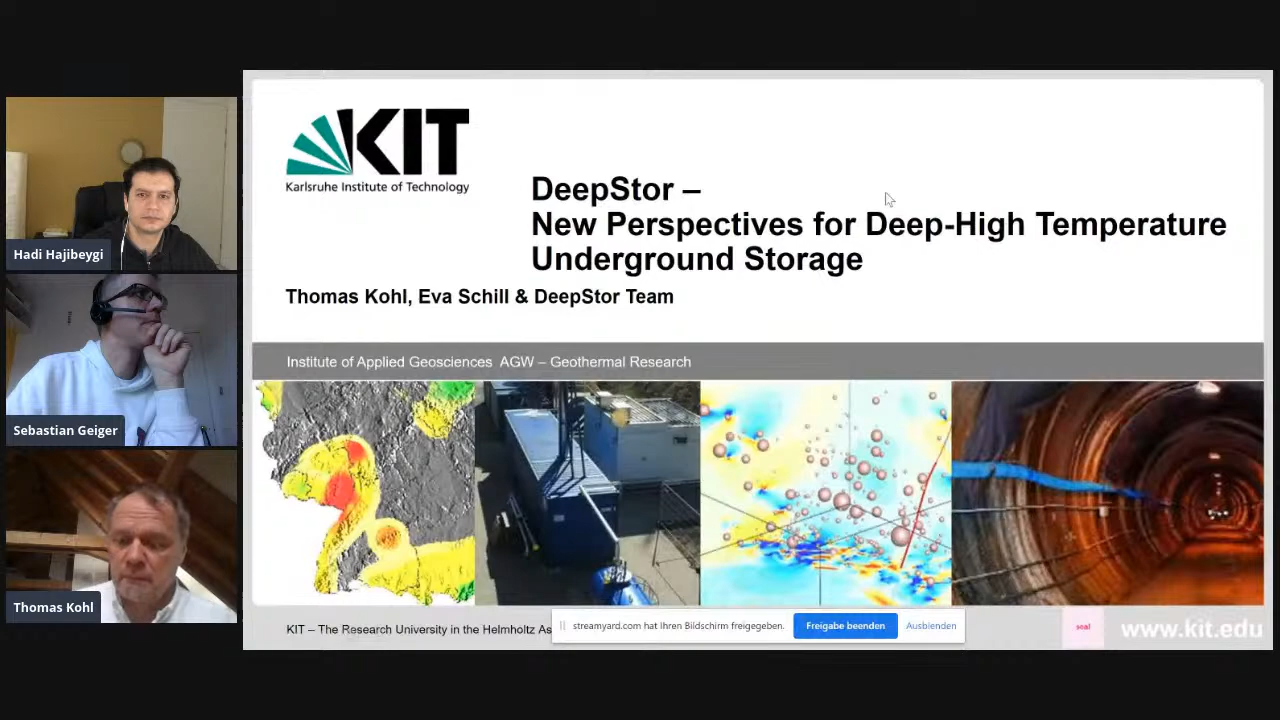 Hadi Hajibeygi
Sebastian Geiger
Thomas Kohl
KIT
Karlsruhe Institute of Technology
DeepStor –
New Perspectives for Deep-High Temperature
Underground Storage
Thomas Kohl, Eva Schill & DeepStor Team
Institute of Applied Geosciences AGW – Geothermal Research
KIT – The Research University in the Helmholtz As
streamyard.com hat Ihren Bildschirm freigegeben.
Freigabe beenden
Ausblenden
www.kit.edu